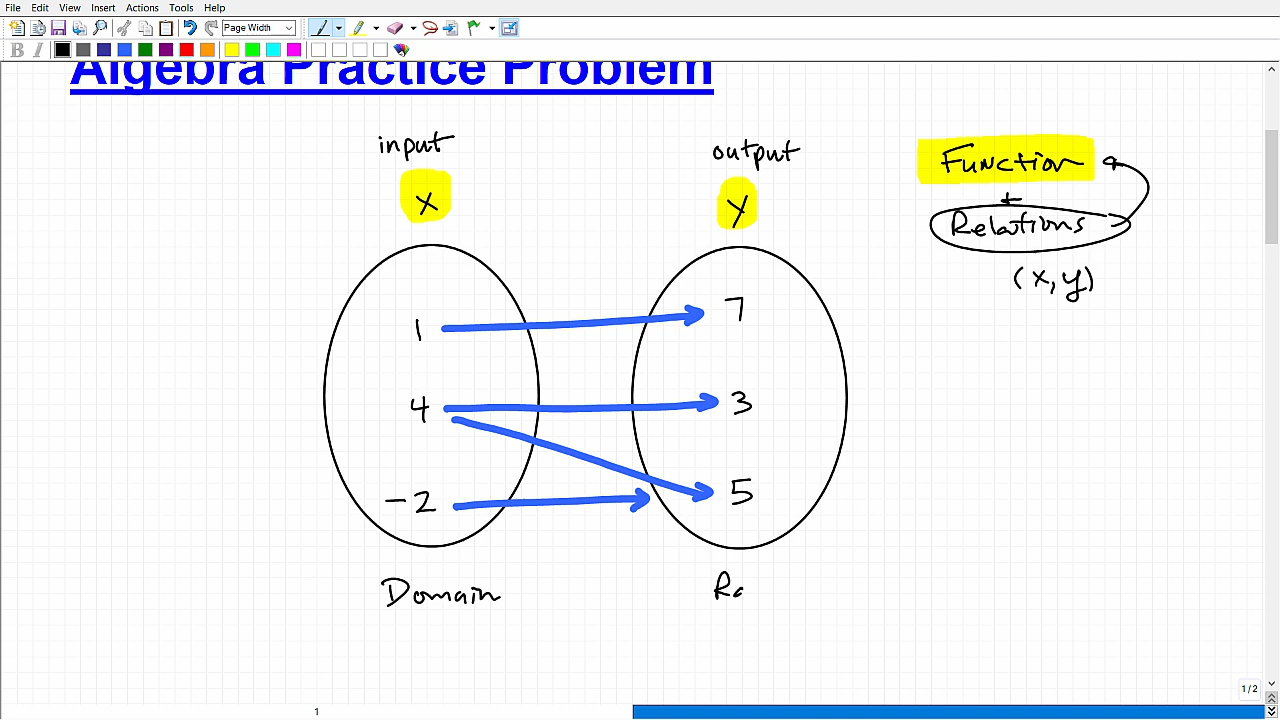 File Edit View Insert Actions Tools Help
Page Width
B I
Algebra Practice Problem
input output
x y
Function
+
Relations
(x,y)
1 7
4 3
-2 5
Domain Ra
1/2
1